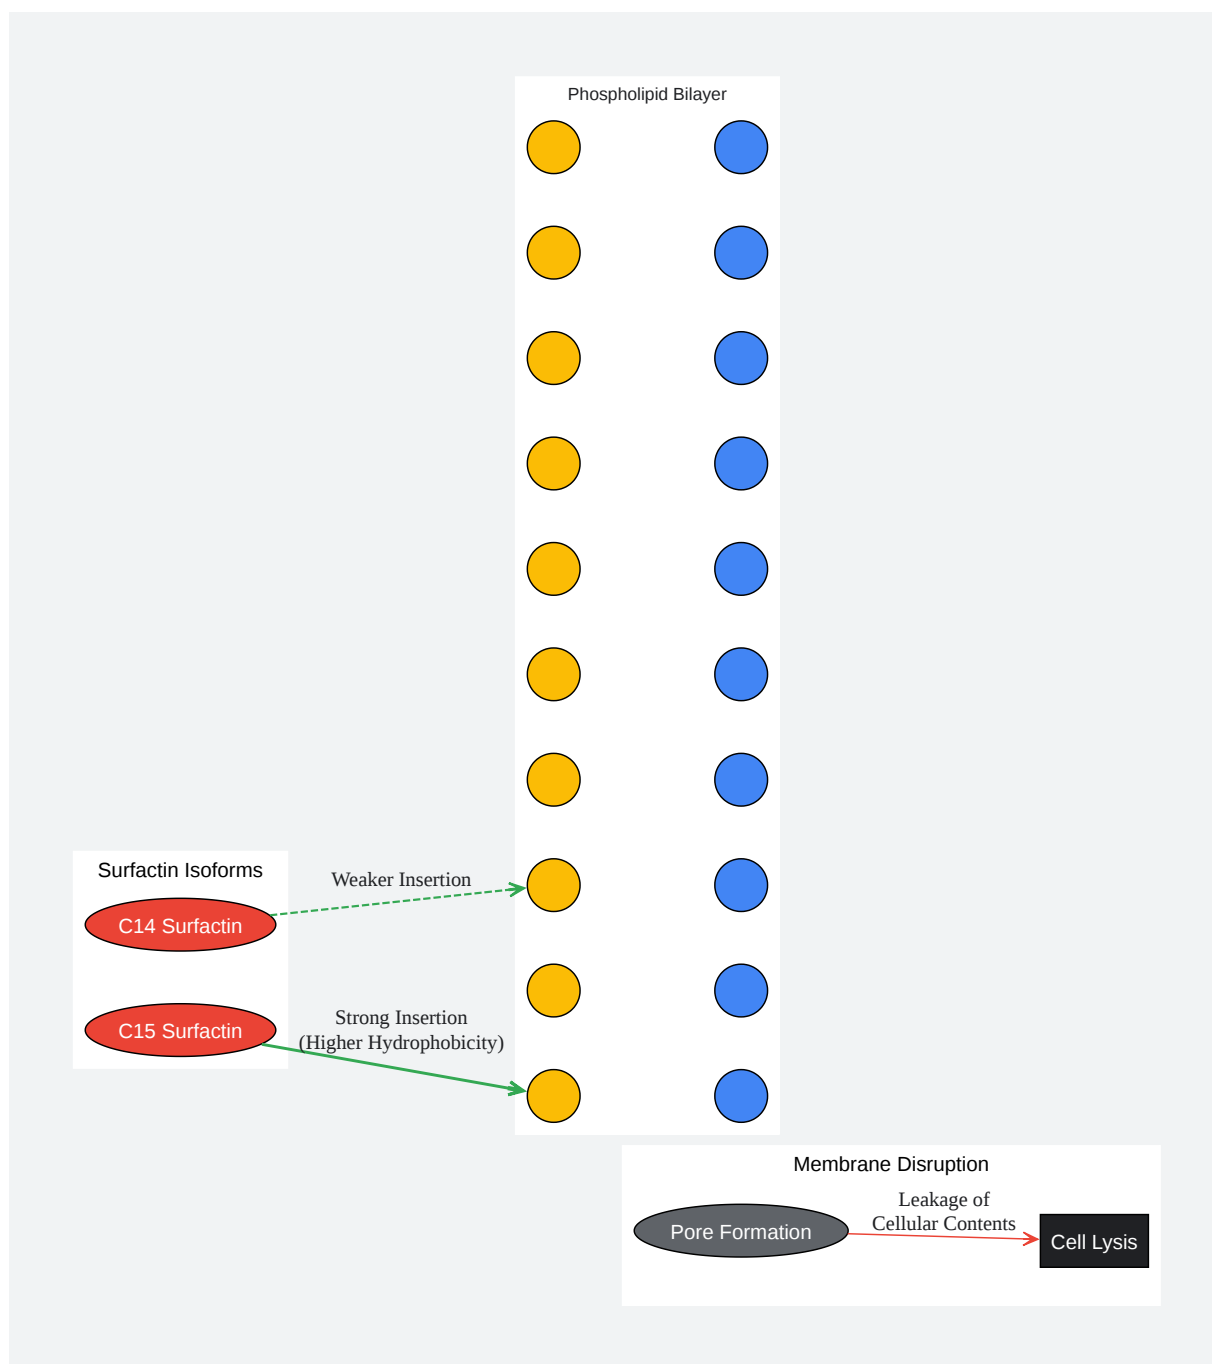 Phospholipid Bilayer
Surfactin Isoforms
C14 Surfactin
C15 Surfactin
Weaker Insertion
Strong Insertion
(Higher Hydrophobicity)
Membrane Disruption
Pore Formation
Leakage of
Cellular Contents
Cell Lysis